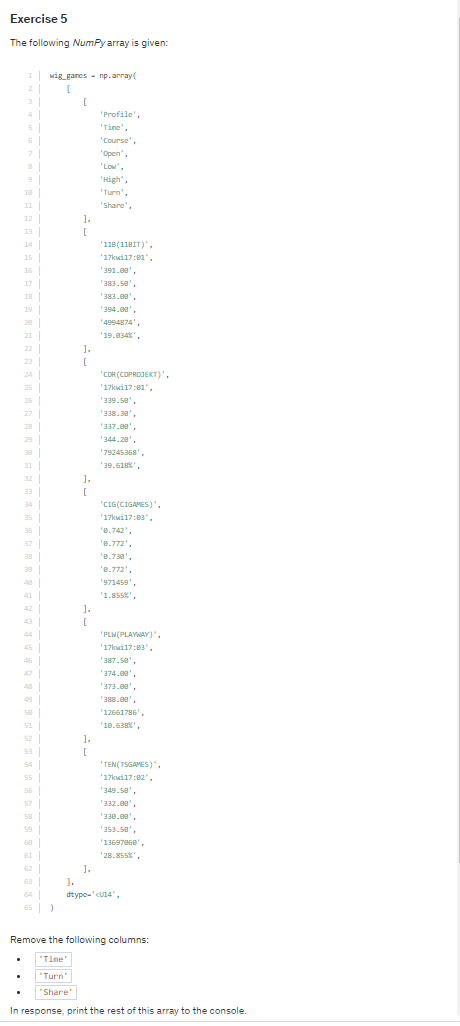 Exercise 5
The following NumPy array is given:
1 wig_games = np.array(
2 [
3 [
4 'Profile',
5 'Time',
6 'Course',
7 'Open',
8 'Low',
9 'High',
10 'Turn',
11 'Share',
12 ],
13 [
14 '11B(11BIT)',
15 '17kwi17:01',
16 '391.00',
17 '383.50',
18 '383.00',
19 '394.00',
20 '4994874',
21 '19.034%',
22 ],
23 [
24 'CDR(CDPROJEKT)',
25 '17kwi17:01',
26 '339.50',
27 '338.30',
28 '337.00',
29 '344.20',
30 '79245368',
31 '39.618%',
32 ],
33 [
34 'CIG(CIGAMES)',
35 '17kwi17:03',
36 '0.742',
37 '0.772',
38 '0.730',
39 '0.772',
40 '971459',
41 '1.855%',
42 ],
43 [
44 'PLW(PLAYWAY)',
45 '17kwi17:03',
46 '387.50',
47 '374.00',
48 '373.00',
49 '388.00',
50 '12661786',
51 '10.638%',
52 ],
53 [
54 'TEN(TSGAMES)',
55 '17kwi17:02',
56 '349.50',
57 '332.00',
58 '330.00',
59 '353.50',
60 '13697060',
61 '28.855%',
62 ],
63 ],
64 dtype='<U14',
65 )
Remove the following columns:
• 'Time'
• 'Turn'
• 'Share'
In response, print the rest of this array to the console.